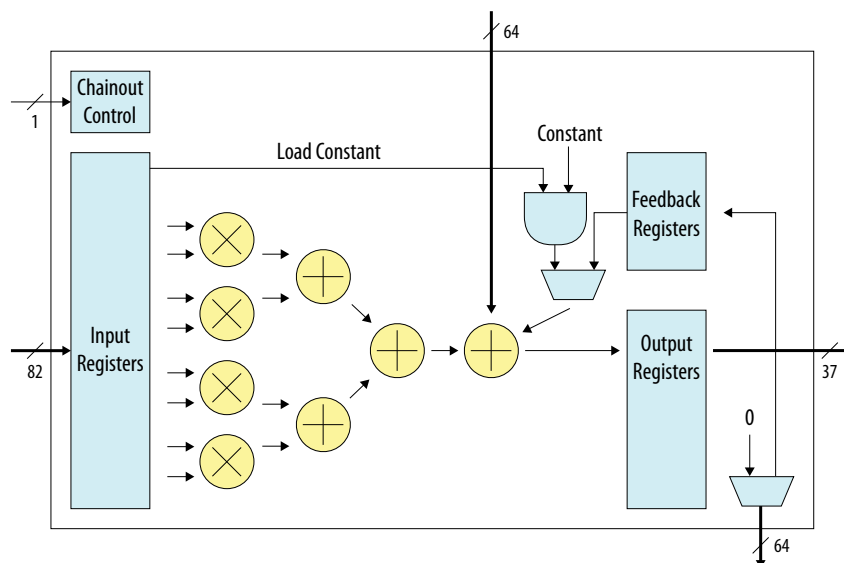 64
Chainout
Control
1
Constant
Load Constant
Feedback
Registers
Input
Registers
Output
Registers
82
37
0
64